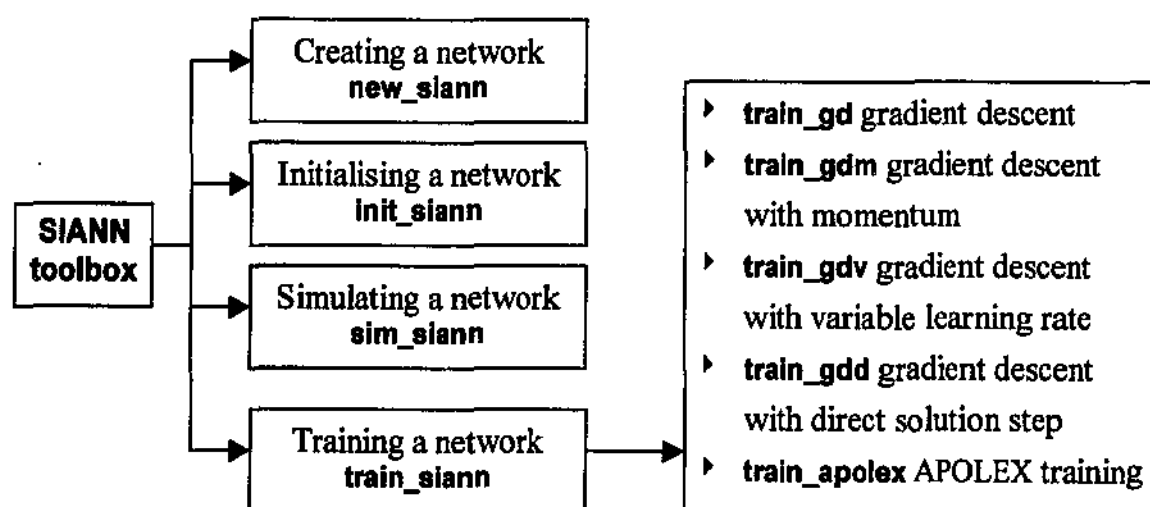 Creating a network
new_siann
Initialising a network
init_siann
SIANN
toolbox
Simulating a network
sim_siann
Training a network
train_siann
train_gd gradient descent
train_gdm gradient descent
with momentum
train_gdv gradient descent
with variable learning rate
train_gdd gradient descent
with direct solution step
train_apolex APOLEX training